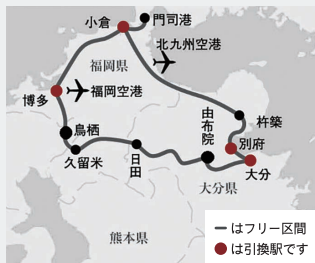 小倉
門司港
北九州空港
福岡県
博多
福岡空港
鳥栖
久留米
日田
由布院
杵築
別府
大分
大分県
熊本県
はフリー区間
は引換駅です